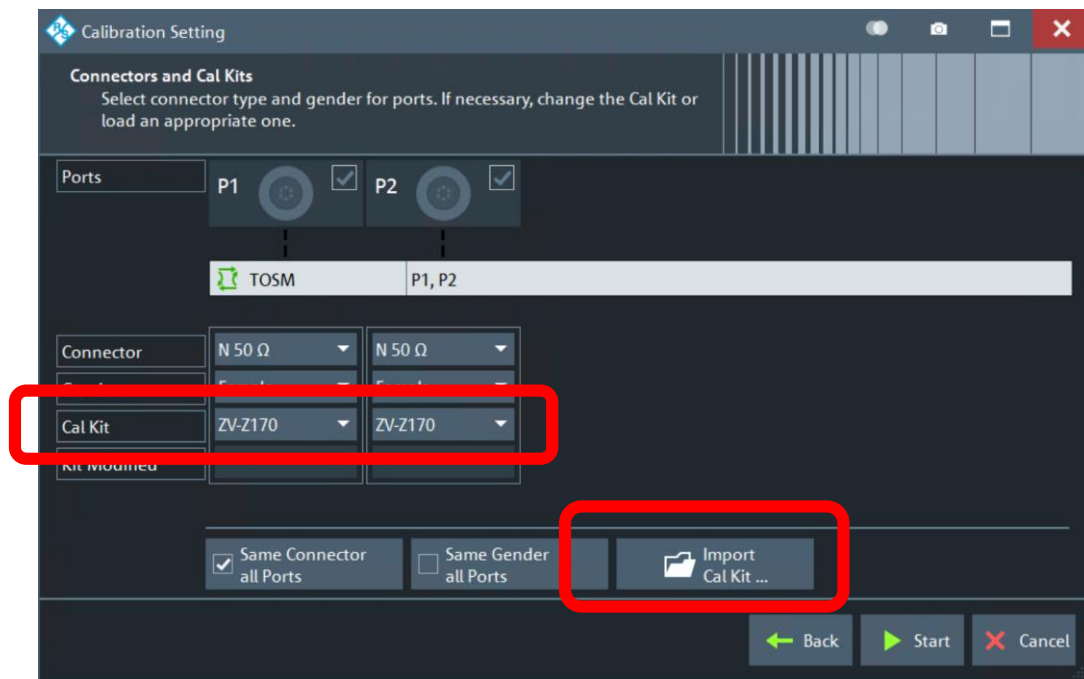 Calibration Setting
Connectors and Cal Kits
Select connector type and gender for ports. If necessary, change the Cal Kit or
load an appropriate one.
Ports
P1
P2
TOSM
P1, P2
Connector
N 50 Ω
N 50 Ω
Cal Kit
ZV-Z170
ZV-Z170
Kit Modified
Same Connector
all Ports
Same Gender
all Ports
Import
Cal Kit ...
Back
Start
Cancel